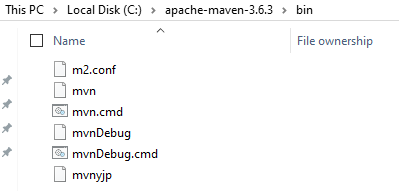 This PC > Local Disk (C:) > apache-maven-3.6.3 > bin
Name File ownership
m2.conf
mvn
mvn.cmd
mvnDebug
mvnDebug.cmd
mvnyjp